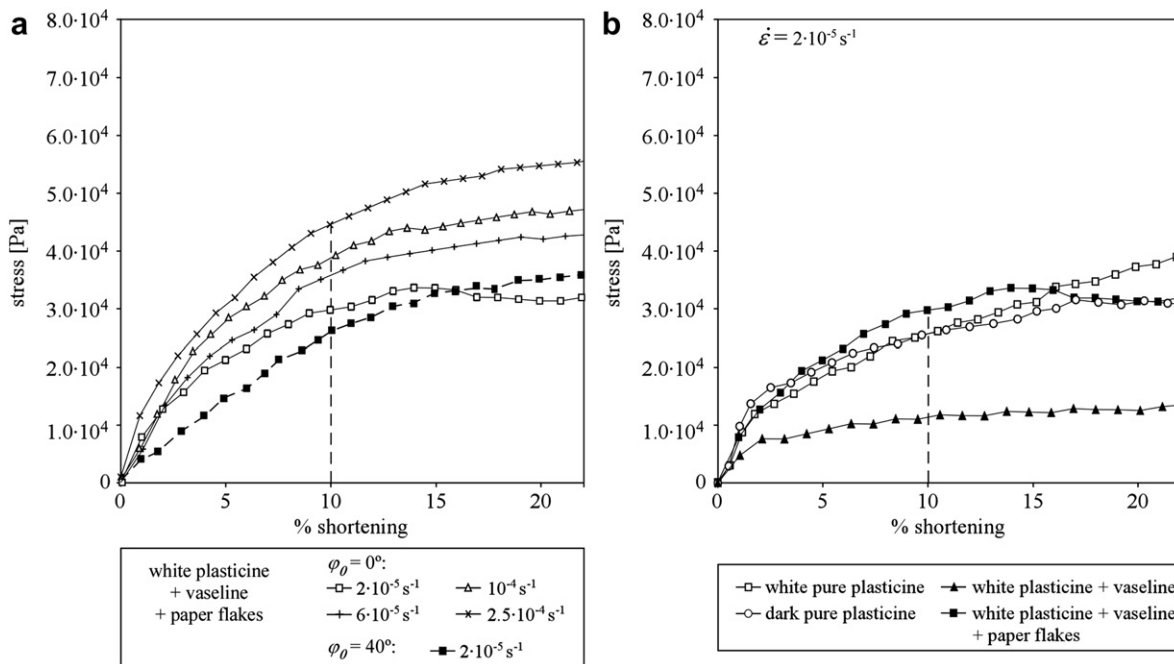 a
8.0·10⁴
7.0·10⁴
6.0·10⁴
5.0·10⁴
4.0·10⁴
3.0·10⁴
2.0·10⁴
1.0·10⁴
0
stress [Pa]
0 5 10 15 20
% shortening
white plasticine
+ vaseline
+ paper flakes
φ₀ = 0º:
2·10⁻⁵ s⁻¹ 10⁻⁴ s⁻¹
6·10⁻⁵ s⁻¹ 2.5·10⁻⁴ s⁻¹
φ₀ = 40º: 2·10⁻⁵ s⁻¹
b
ε̇ = 2·10⁻⁵ s⁻¹
8.0·10⁴
7.0·10⁴
6.0·10⁴
5.0·10⁴
4.0·10⁴
3.0·10⁴
2.0·10⁴
1.0·10⁴
0
stress [Pa]
0 5 10 15 20
% shortening
white pure plasticine white plasticine + vaseline
dark pure plasticine white plasticine + vaseline
+ paper flakes